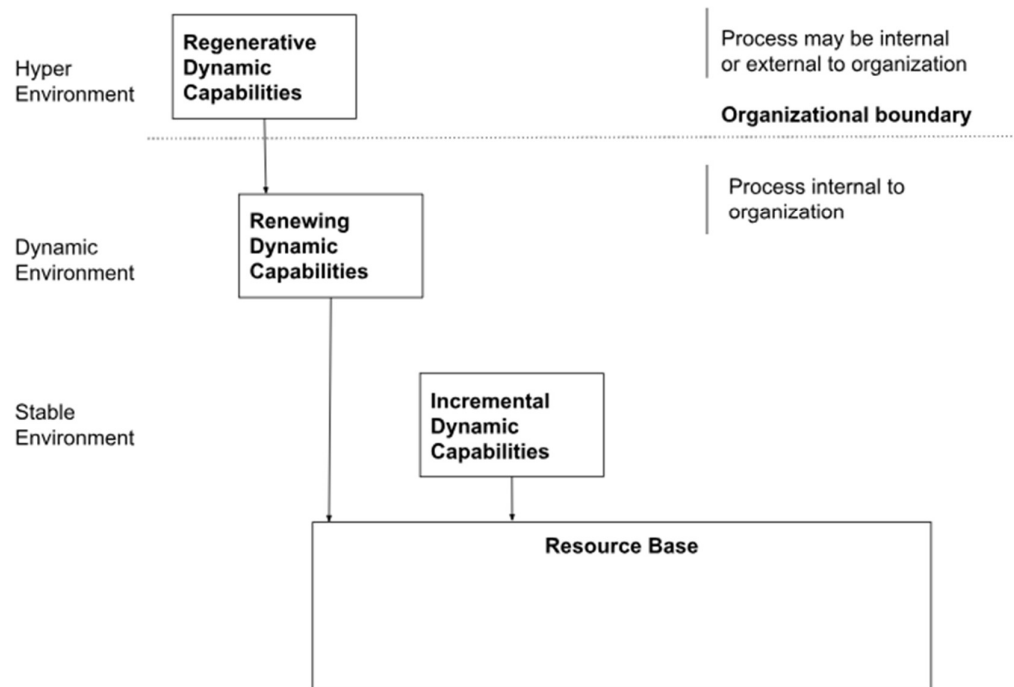 Regenerative
Dynamic
Capabilities
Hyper
Environment
Process may be internal
or external to organization
Organizational boundary
Process internal to
organization
Renewing
Dynamic
Capabilities
Dynamic
Environment
Incremental
Dynamic
Capabilities
Stable
Environment
Resource Base